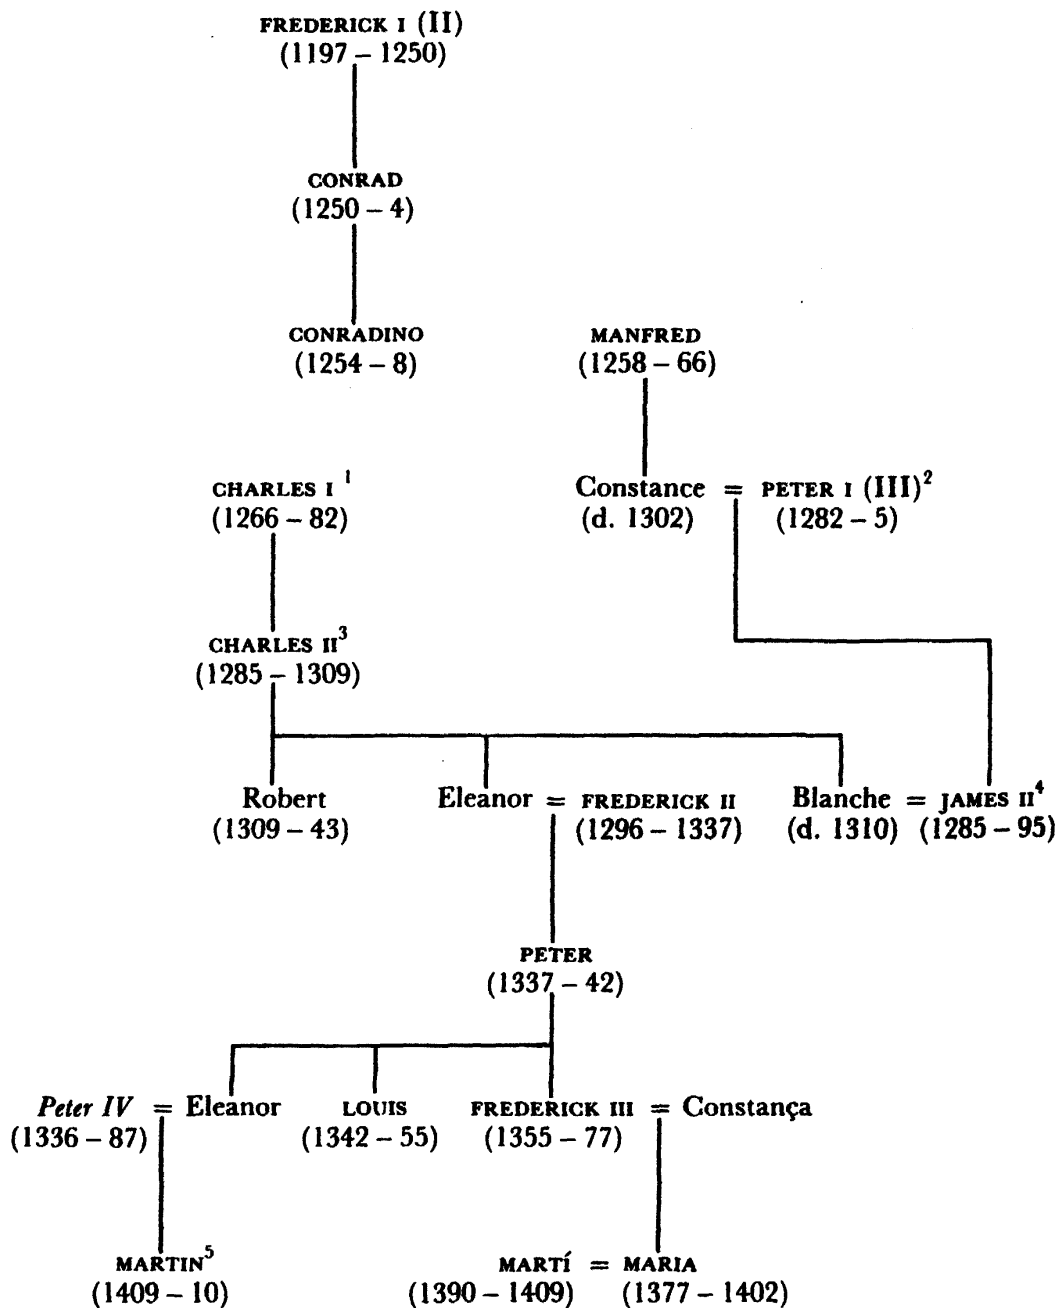 FREDERICK I (II)
(1197 – 1250)
CONRAD
(1250 – 4)
CONRADINO
(1254 – 8)
MANFRED
(1258 – 66)
CHARLES I 1
(1266 – 82)
Constance = PETER I (III)2
(d. 1302) (1282 – 5)
CHARLES II3
(1285 – 1309)
Robert
(1309 – 43)
Eleanor = FREDERICK II
(1296 – 1337)
Blanche = JAMES II4
(d. 1310) (1285 – 95)
PETER
(1337 – 42)
Peter IV = Eleanor
(1336 – 87)
LOUIS
(1342 – 55)
FREDERICK III = Constança
(1355 – 77)
MARTIN5
(1409 – 10)
MARTÍ = MARIA
(1390 – 1409) (1377 – 1402)